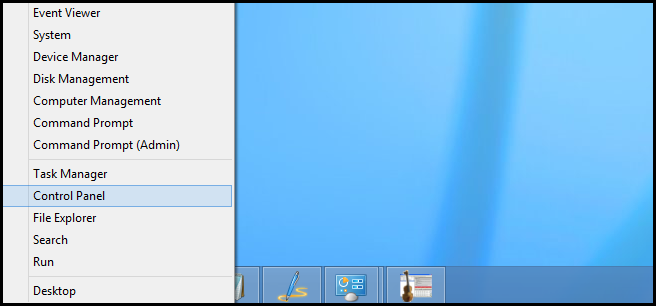 Event Viewer
System
Device Manager
Disk Management
Computer Management
Command Prompt
Command Prompt (Admin)
Task Manager
Control Panel
File Explorer
Search
Run
Desktop